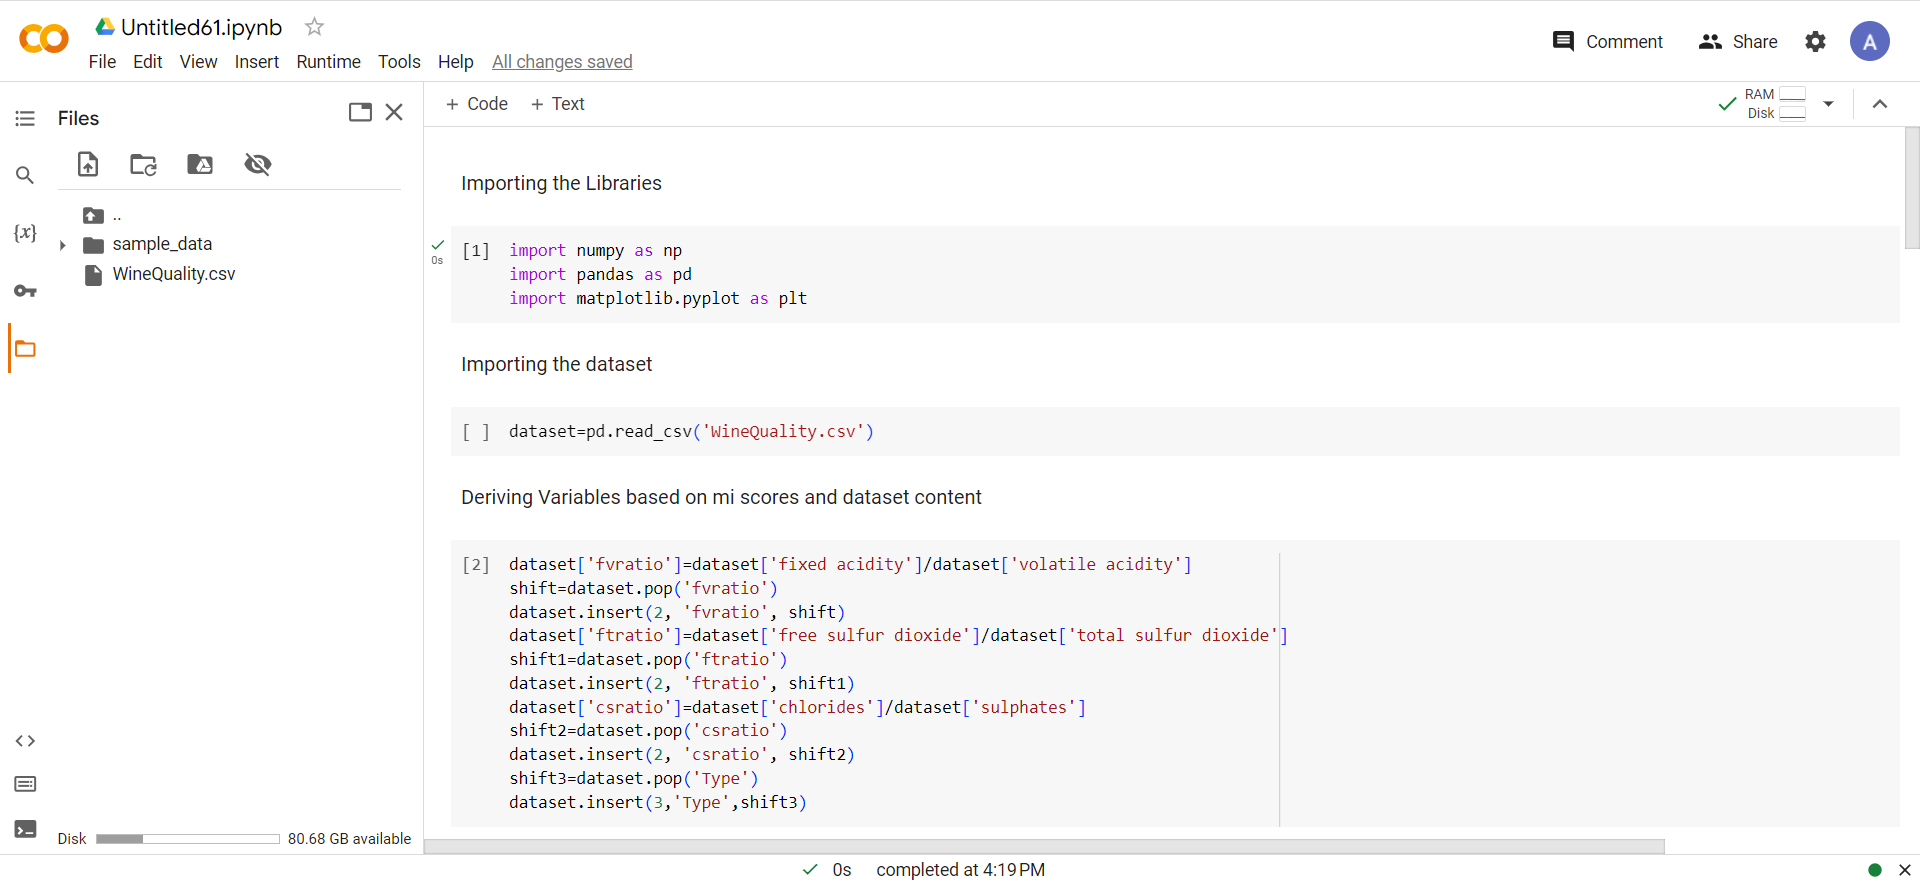 Untitled61.ipynb
File Edit View Insert Runtime Tools Help All changes saved
Comment Share A
Files
+ Code + Text
RAM
Disk
..
sample_data
WineQuality.csv
{x}
Disk 80.68 GB available
Importing the Libraries
0s
[1] import numpy as np
import pandas as pd
import matplotlib.pyplot as plt
Importing the dataset
[ ] dataset=pd.read_csv('WineQuality.csv')
Deriving Variables based on mi scores and dataset content
[2] dataset['fvratio']=dataset['fixed acidity']/dataset['volatile acidity']
shift=dataset.pop('fvratio')
dataset.insert(2, 'fvratio', shift)
dataset['ftratio']=dataset['free sulfur dioxide']/dataset['total sulfur dioxide']
shift1=dataset.pop('ftratio')
dataset.insert(2, 'ftratio', shift1)
dataset['csratio']=dataset['chlorides']/dataset['sulphates']
shift2=dataset.pop('csratio')
dataset.insert(2, 'csratio', shift2)
shift3=dataset.pop('Type')
dataset.insert(3,'Type',shift3)
0s completed at 4:19 PM